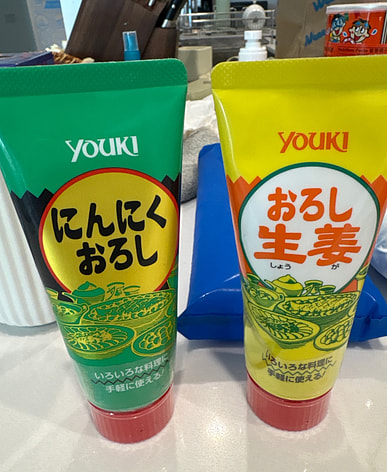 YOUKI
にんにく
おろし
いろいろな料理に
手軽に使える!
YOUKI
おろし
生姜
しょうが
いろいろな料理に
手軽に使える!